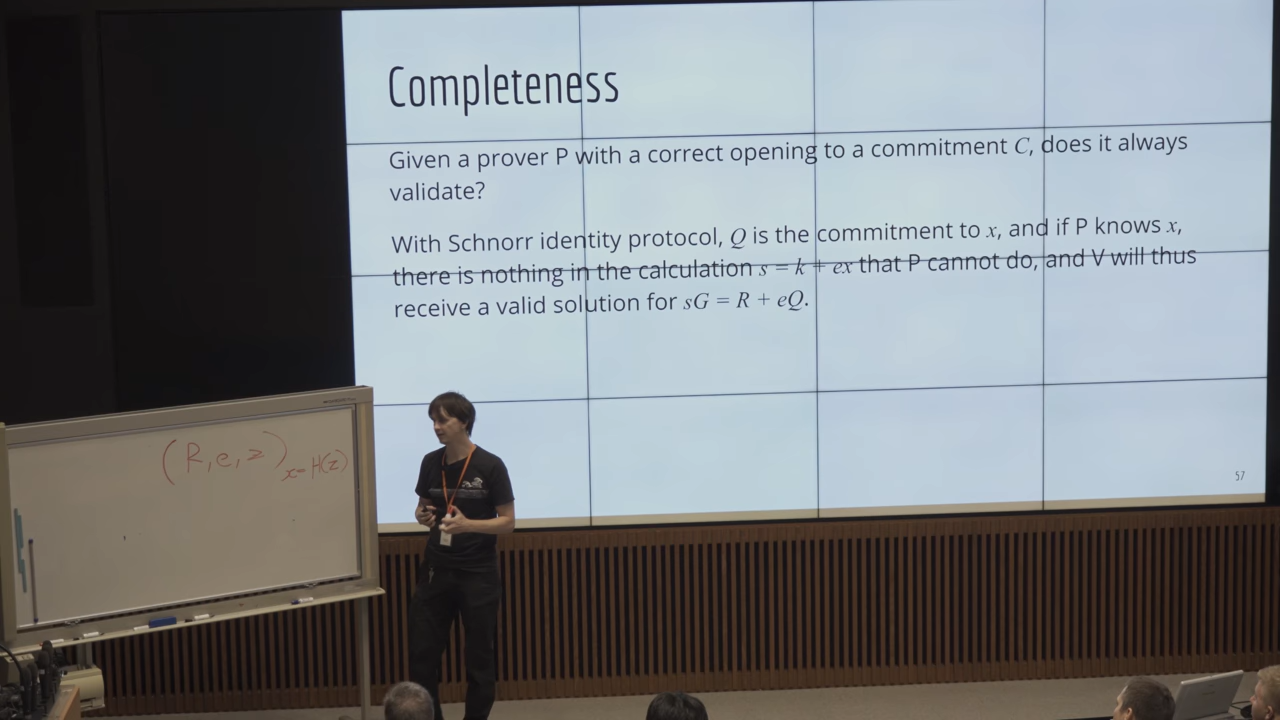 Completeness
Given a prover P with a correct opening to a commitment C, does it always
validate?
With Schnorr identity protocol, Q is the commitment to x, and if P knows x,
there is nothing in the calculation s = k + ex that P cannot do, and V will thus
receive a valid solution for sG = R + eQ.
57
(R, e, z) x=H(z)